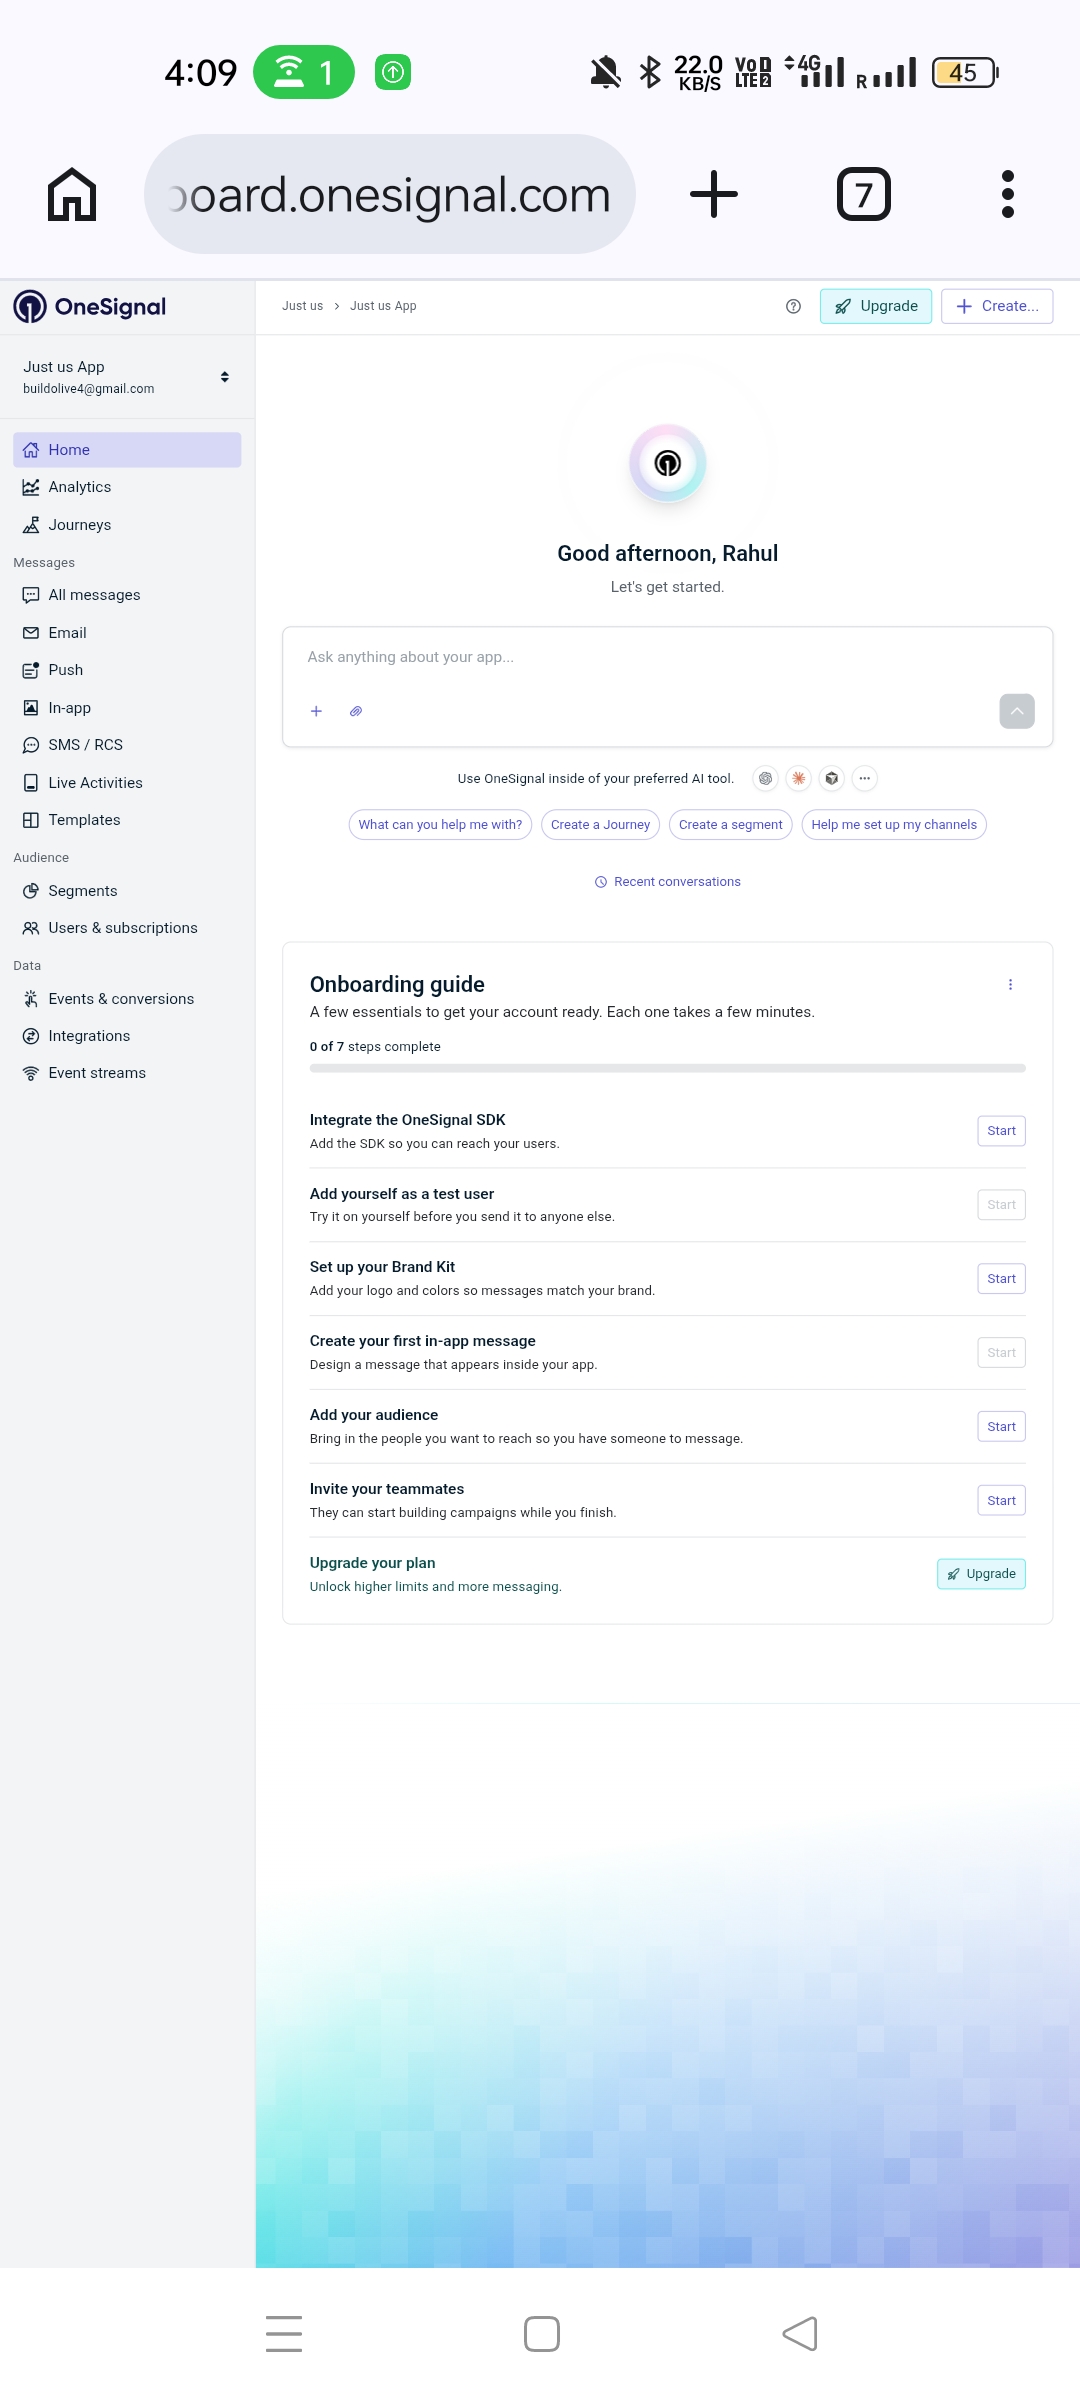 4:09
1
22.0
KB/S
Vo 1
LTE 2
4G
R
45
board.onesignal.com
7
OneSignal
Just us > Just us App
Upgrade
Create...
Just us App
buildolive4@gmail.com
Home
Analytics
Journeys
Messages
All messages
Email
Push
In-app
SMS / RCS
Live Activities
Templates
Audience
Segments
Users & subscriptions
Data
Events & conversions
Integrations
Event streams
Good afternoon, Rahul
Let's get started.
Ask anything about your app...
Use OneSignal inside of your preferred AI tool.
What can you help me with?
Create a Journey
Create a segment
Help me set up my channels
Recent conversations
Onboarding guide
A few essentials to get your account ready. Each one takes a few minutes.
0 of 7 steps complete
Integrate the OneSignal SDK
Add the SDK so you can reach your users.
Start
Add yourself as a test user
Try it on yourself before you send it to anyone else.
Start
Set up your Brand Kit
Add your logo and colors so messages match your brand.
Start
Create your first in-app message
Design a message that appears inside your app.
Start
Add your audience
Bring in the people you want to reach so you have someone to message.
Start
Invite your teammates
They can start building campaigns while you finish.
Start
Upgrade your plan
Unlock higher limits and more messaging.
Upgrade